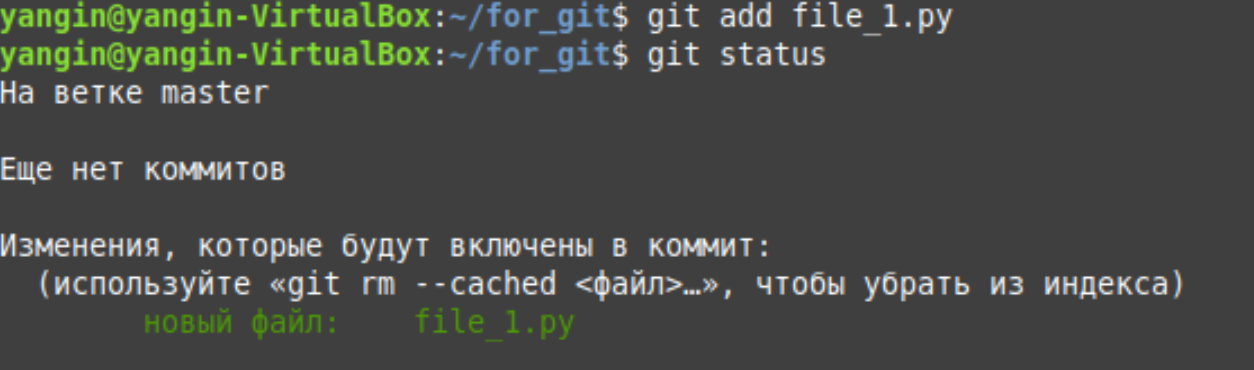 yangin@yangin-VirtualBox:~/for_git$ git add file_1.py
yangin@yangin-VirtualBox:~/for_git$ git status
На ветке master
Еще нет коммитов
Изменения, которые будут включены в коммит:
(используйте «git rm --cached <файл>…», чтобы убрать из индекса)
новый файл: file_1.py